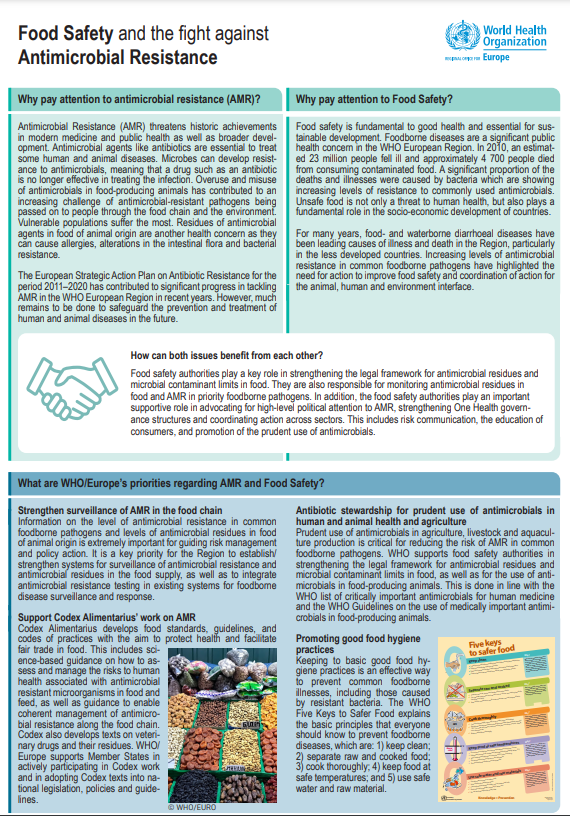 Food Safety and the fight against
Antimicrobial Resistance
World Health
Organization
REGIONAL OFFICE FOR Europe
Why pay attention to antimicrobial resistance (AMR)?
Antimicrobial Resistance (AMR) threatens historic achievements
in modern medicine and public health as well as broader devel-
opment. Antimicrobial agents like antibiotics are essential to treat
some human and animal diseases. Microbes can develop resist-
ance to antimicrobials, meaning that a drug such as an antibiotic
is no longer effective in treating the infection. Overuse and misuse
of antimicrobials in food-producing animals has contributed to an
increasing challenge of antimicrobial-resistant pathogens being
passed on to people through the food chain and the environment.
Vulnerable populations suffer the most. Residues of antimicrobial
agents in food of animal origin are another health concern as they
can cause allergies, alterations in the intestinal flora and bacterial
resistance.
The European Strategic Action Plan on Antibiotic Resistance for the
period 2011–2020 has contributed to significant progress in tackling
AMR in the WHO European Region in recent years. However, much
remains to be done to safeguard the prevention and treatment of
human and animal diseases in the future.
Why pay attention to Food Safety?
Food safety is fundamental to good health and essential for sus-
tainable development. Foodborne diseases are a significant public
health concern in the WHO European Region. In 2010, an estimat-
ed 23 million people fell ill and approximately 4 700 people died
from consuming contaminated food. A significant proportion of the
deaths and illnesses were caused by bacteria which are showing
increasing levels of resistance to commonly used antimicrobials.
Unsafe food is not only a threat to human health, but also plays a
fundamental role in the socio-economic development of countries.
For many years, food- and waterborne diarrhoeal diseases have
been leading causes of illness and death in the Region, particularly
in the less developed countries. Increasing levels of antimicrobial
resistance in common foodborne pathogens have highlighted the
need for action to improve food safety and coordination of action for
the animal, human and environment interface.
How can both issues benefit from each other?
Food safety authorities play a key role in strengthening the legal framework for antimicrobial residues and
microbial contaminant limits in food. They are also responsible for monitoring antimicrobial residues in
food and AMR in priority foodborne pathogens. In addition, the food safety authorities play an important
supportive role in advocating for high-level political attention to AMR, strengthening One Health govern-
ance structures and coordinating action across sectors. This includes risk communication, the education of
consumers, and promotion of the prudent use of antimicrobials.
What are WHO/Europe's priorities regarding AMR and Food Safety?
Strengthen surveillance of AMR in the food chain
Information on the level of antimicrobial resistance in common
foodborne pathogens and levels of antimicrobial residues in food
of animal origin is extremely important for guiding risk management
and policy action. It is a key priority for the Region to establish/
strengthen systems for surveillance of antimicrobial resistance and
antimicrobial residues in the food supply, as well as to integrate
antimicrobial resistance testing in existing systems for foodborne
disease surveillance and response.
Support Codex Alimentarius' work on AMR
Codex Alimentarius develops food standards, guidelines, and
codes of practices with the aim to protect health and facilitate
fair trade in food. This includes sci-
ence-based guidance on how to as-
sess and manage the risks to human
health associated with antimicrobial
resistant microorganisms in food and
feed, as well as guidance to enable
coherent management of antimicro-
bial resistance along the food chain.
Codex also develops texts on veteri-
nary drugs and their residues. WHO/
Europe supports Member States in
actively participating in Codex work
and in adopting Codex texts into na-
tional legislation, policies and guide-
lines.
© WHO/EURO
Antibiotic stewardship for prudent use of antimicrobials in
human and animal health and agriculture
Prudent use of antimicrobials in agriculture, livestock and aquacul-
ture production is critical for reducing the risk of AMR in common
foodborne pathogens. WHO supports food safety authorities in
strengthening the legal framework for antimicrobial residues and
microbial contaminant limits in food, as well as for the use of anti-
microbials in food-producing animals. This is done in line with the
WHO list of critically important antimicrobials for human medicine
and the WHO Guidelines on the use of medically important antimi-
crobials in food-producing animals.
Promoting good food hygiene
practices
Keeping to basic good food hy-
giene practices is an effective way
to prevent common foodborne
illnesses, including those caused
by resistant bacteria. The WHO
Five Keys to Safer Food explains
the basic principles that everyone
should know to prevent foodborne
diseases, which are: 1) keep clean;
2) separate raw and cooked food;
3) cook thoroughly; 4) keep food at
safe temperatures; and 5) use safe
water and raw material.
Five keys
to safer food